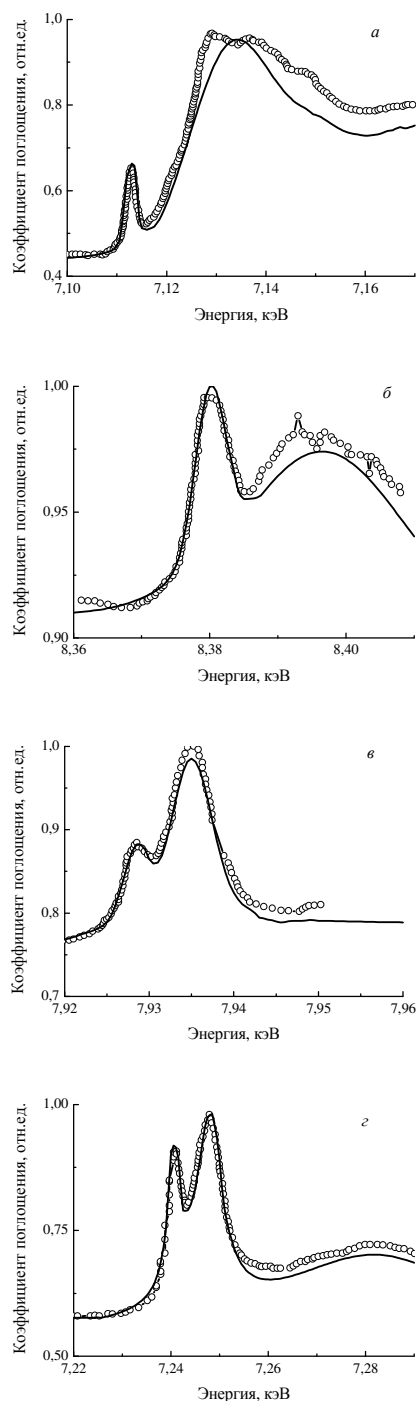 а
Коэффициент поглощения, отн.ед.
1,0
0,8
0,6
0,4
7,10 7,12 7,14 7,16
Энергия, кэВ
б
Коэффициент поглощения, отн.ед.
1,00
0,95
0,90
8,36 8,38 8,40
Энергия, кэВ
в
Коэффициент поглощения, отн.ед.
1,0
0,9
0,8
0,7
7,92 7,93 7,94 7,95 7,96
Энергия, кэВ
г
Коэффициент поглощения, отн.ед.
1,00
0,75
0,50
7,22 7,24 7,26 7,28
Энергия, кэВ